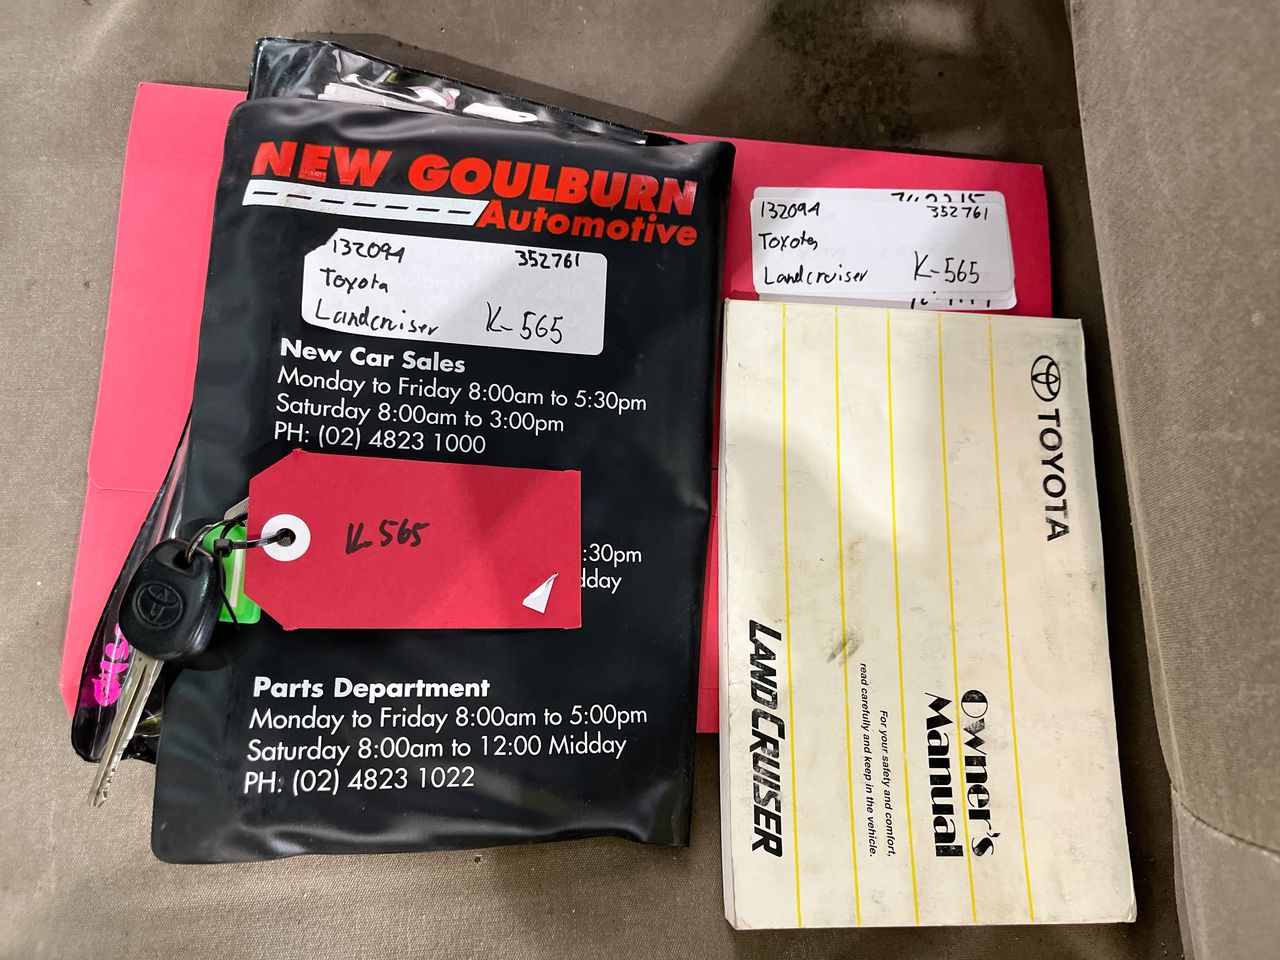 NEW GOULBURN
Automotive
132094 352761
Toyota
Landcruiser K-565
New Car Sales
Monday to Friday 8:00am to 5:30pm
Saturday 8:00am to 3:00pm
PH: (02) 4823 1000
K-565
:30pm
dday
Parts Department
Monday to Friday 8:00am to 5:00pm
Saturday 8:00am to 12:00 Midday
PH: (02) 4823 1022
132094 352761
Toyota
Landcruiser K-565
TOYOTA
Owner's
Manual
For your safety and comfort,
read carefully and keep in the vehicle.
LAND CRUISER